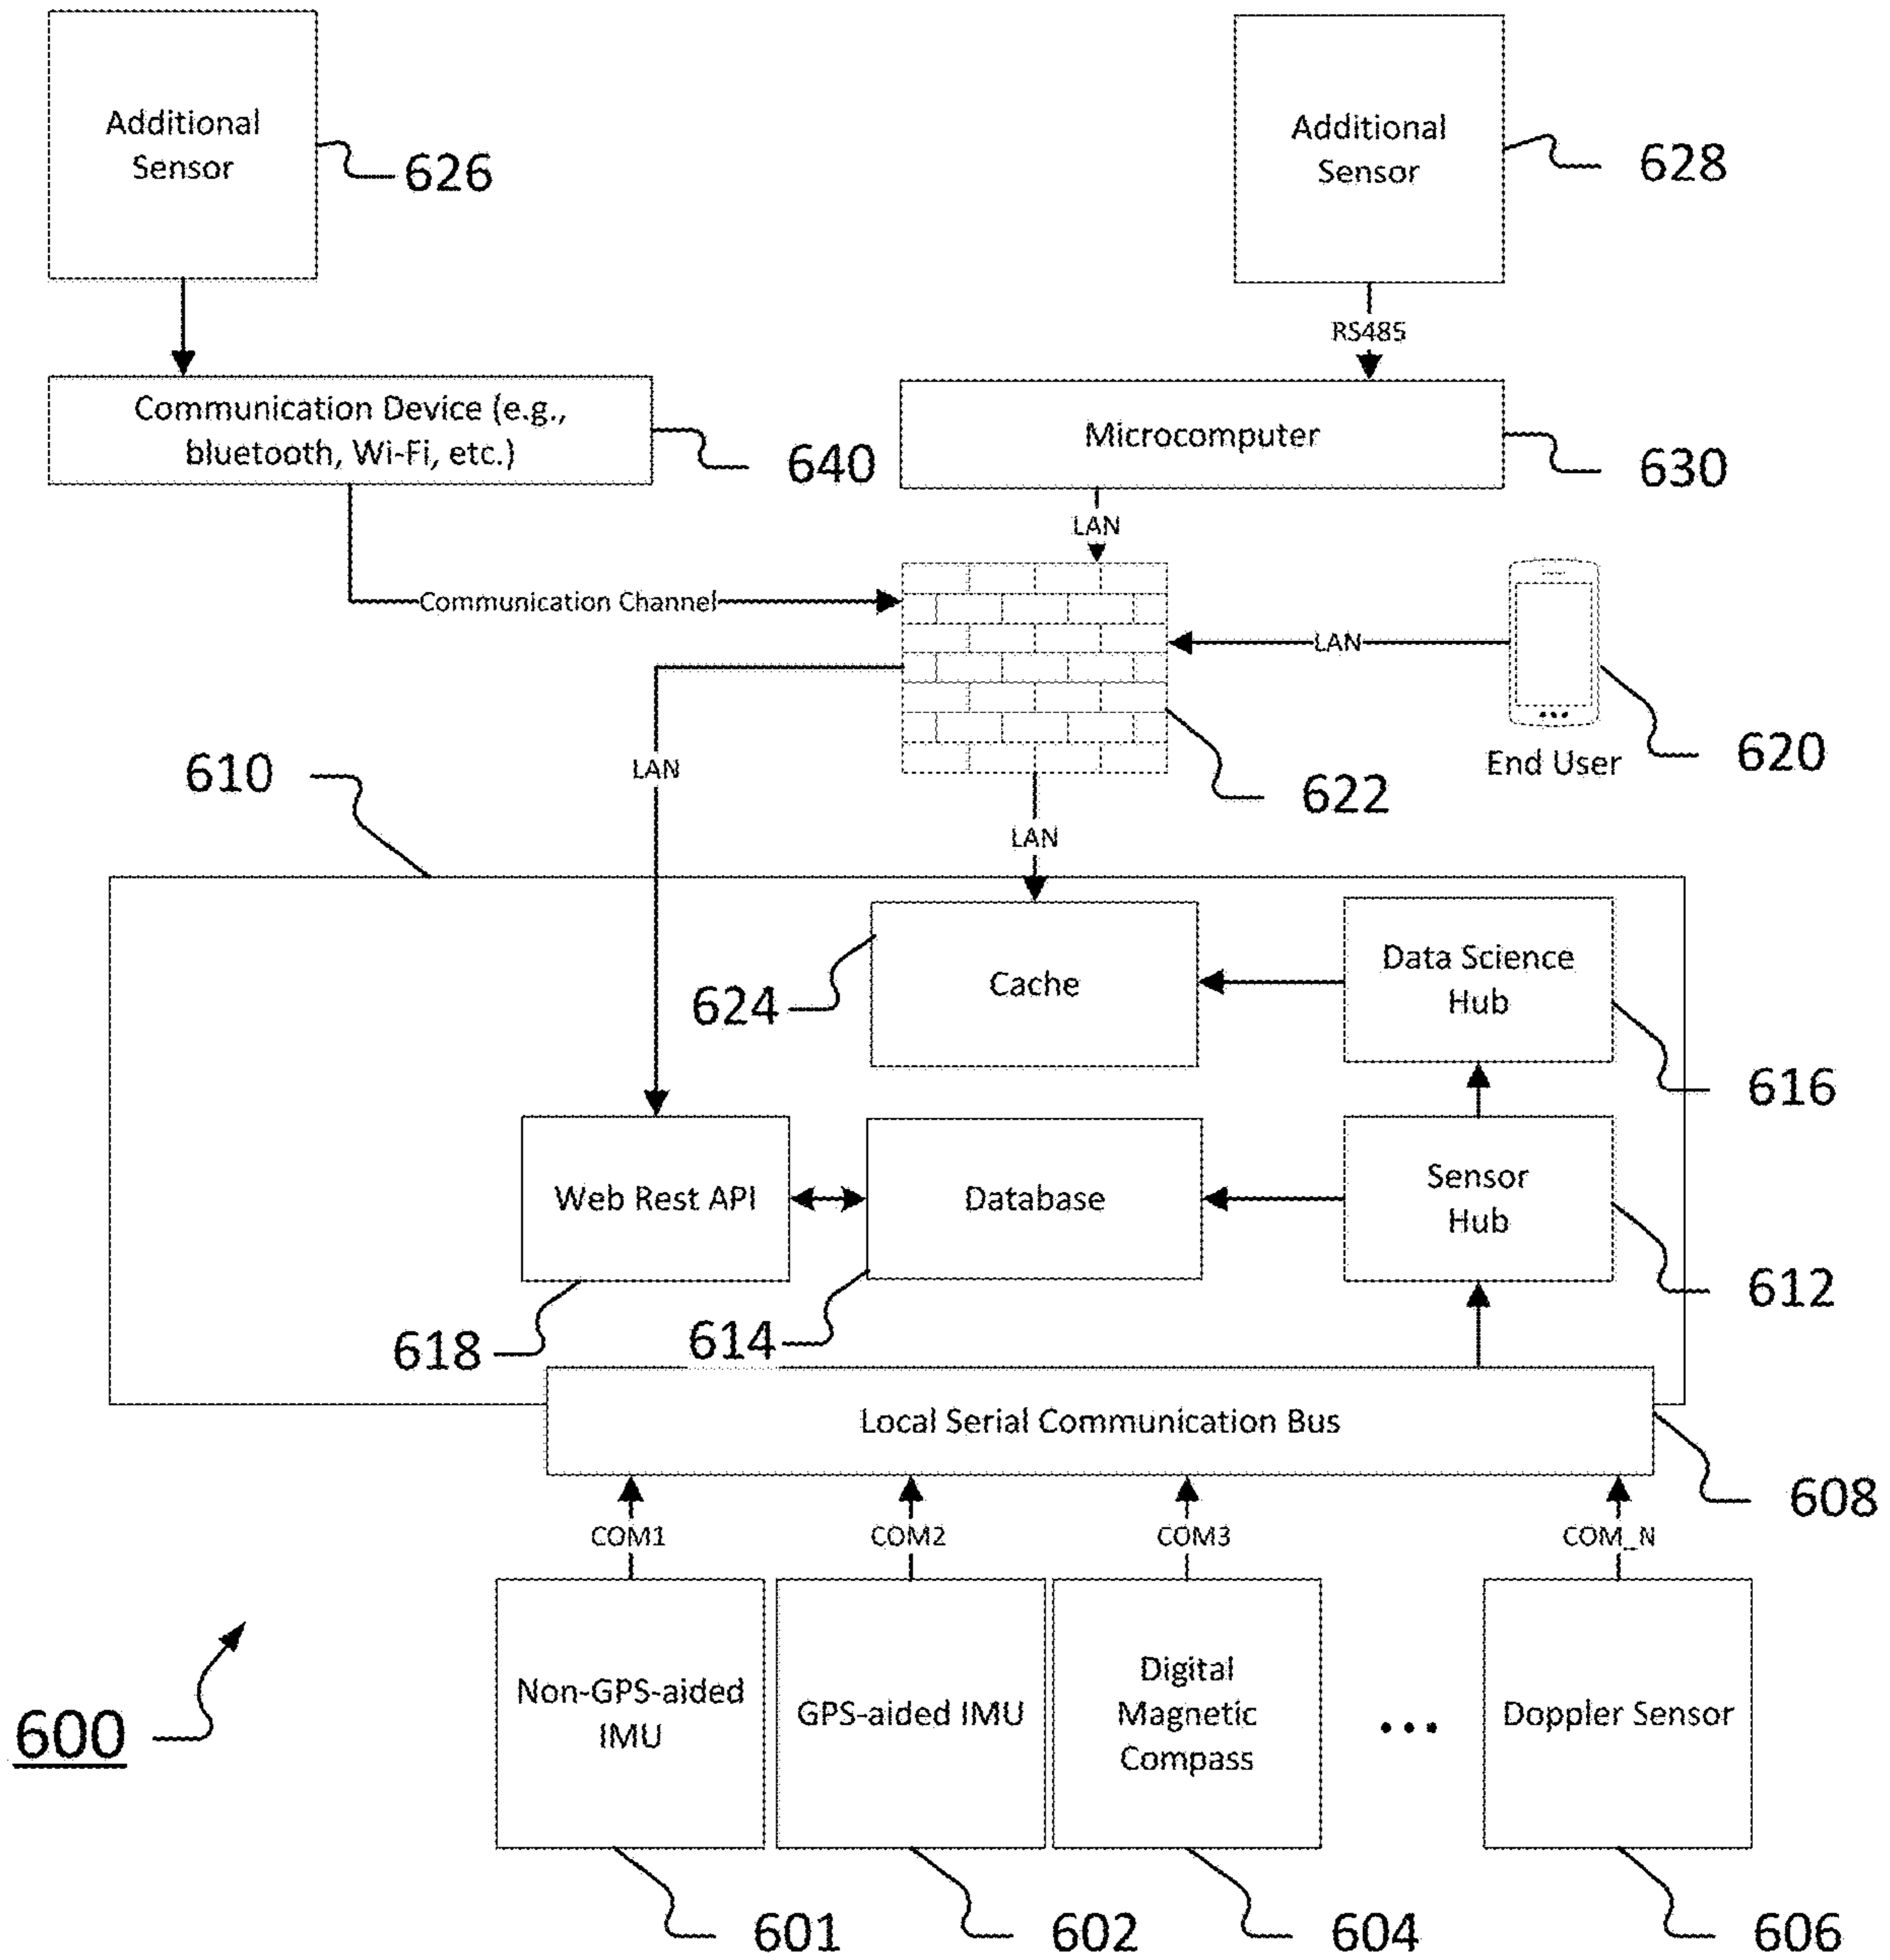 Additional
Sensor
626
Additional
Sensor
628
RS485
Communication Device (e.g.,
bluetooth, Wi-Fi, etc.)
640
Microcomputer
630
LAN
Communication Channel
LAN
620
End User
622
610
LAN
LAN
Cache
624
Data Science
Hub
616
Web Rest API
Database
Sensor
Hub
612
618
614
Local Serial Communication Bus
608
COM1
COM2
COM3
COM_N
Non-GPS-aided
IMU
GPS-aided IMU
Digital
Magnetic
Compass
•••
Doppler Sensor
600
601
602
604
606